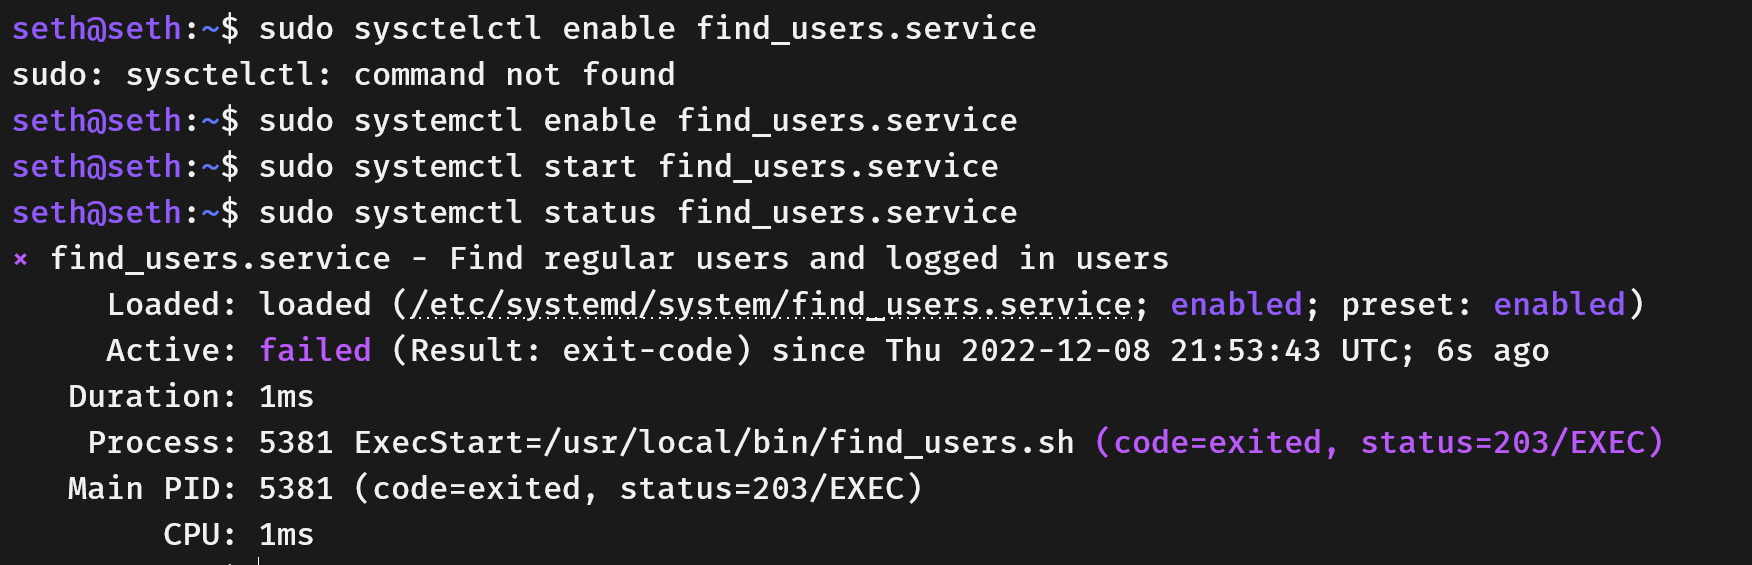 seth@seth:~$ sudo sysctelctl enable find_users.service
sudo: sysctelctl: command not found
seth@seth:~$ sudo systemctl enable find_users.service
seth@seth:~$ sudo systemctl start find_users.service
seth@seth:~$ sudo systemctl status find_users.service
× find_users.service - Find regular users and logged in users
Loaded: loaded (/etc/systemd/system/find_users.service; enabled; preset: enabled)
Active: failed (Result: exit-code) since Thu 2022-12-08 21:53:43 UTC; 6s ago
Duration: 1ms
Process: 5381 ExecStart=/usr/local/bin/find_users.sh (code=exited, status=203/EXEC)
Main PID: 5381 (code=exited, status=203/EXEC)
CPU: 1ms